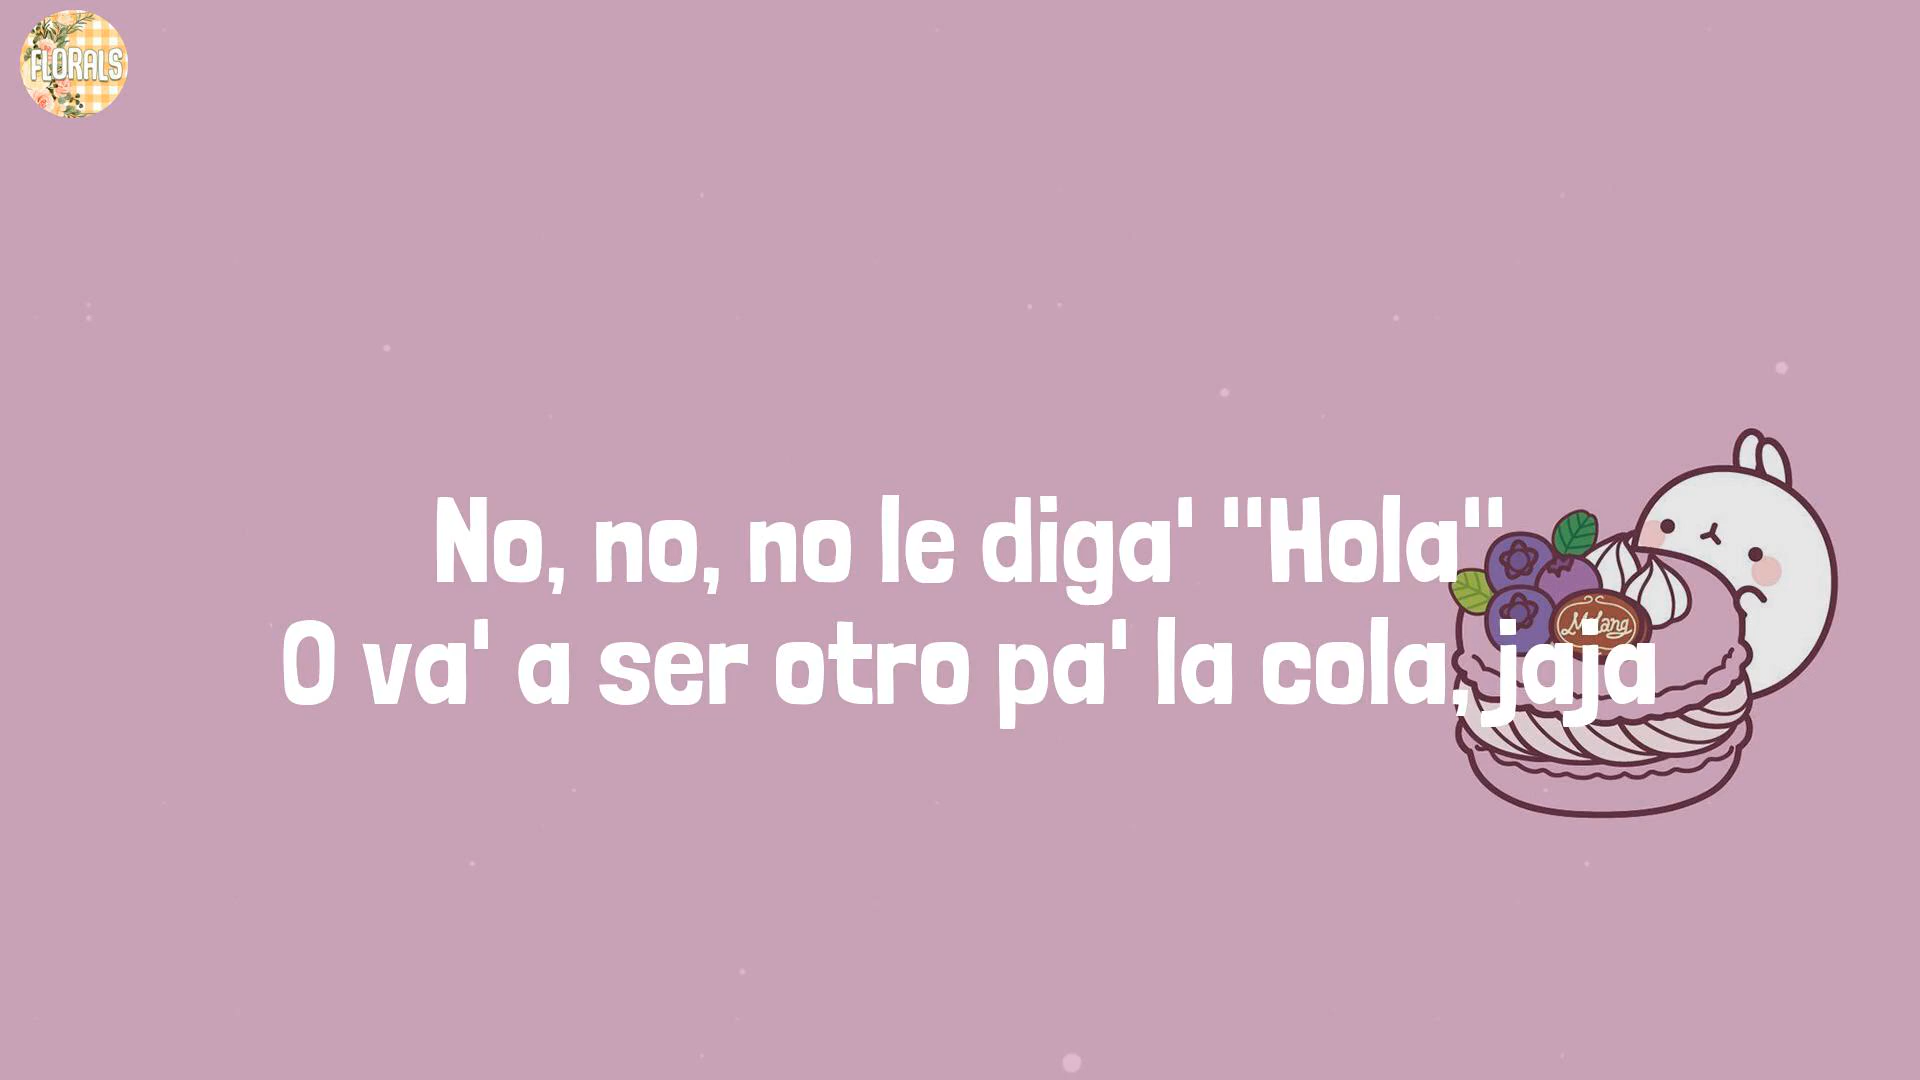 FLORALS
No, no, no le diga' "Hola"
Molang
O va' a ser otro pa' la cola, jaja